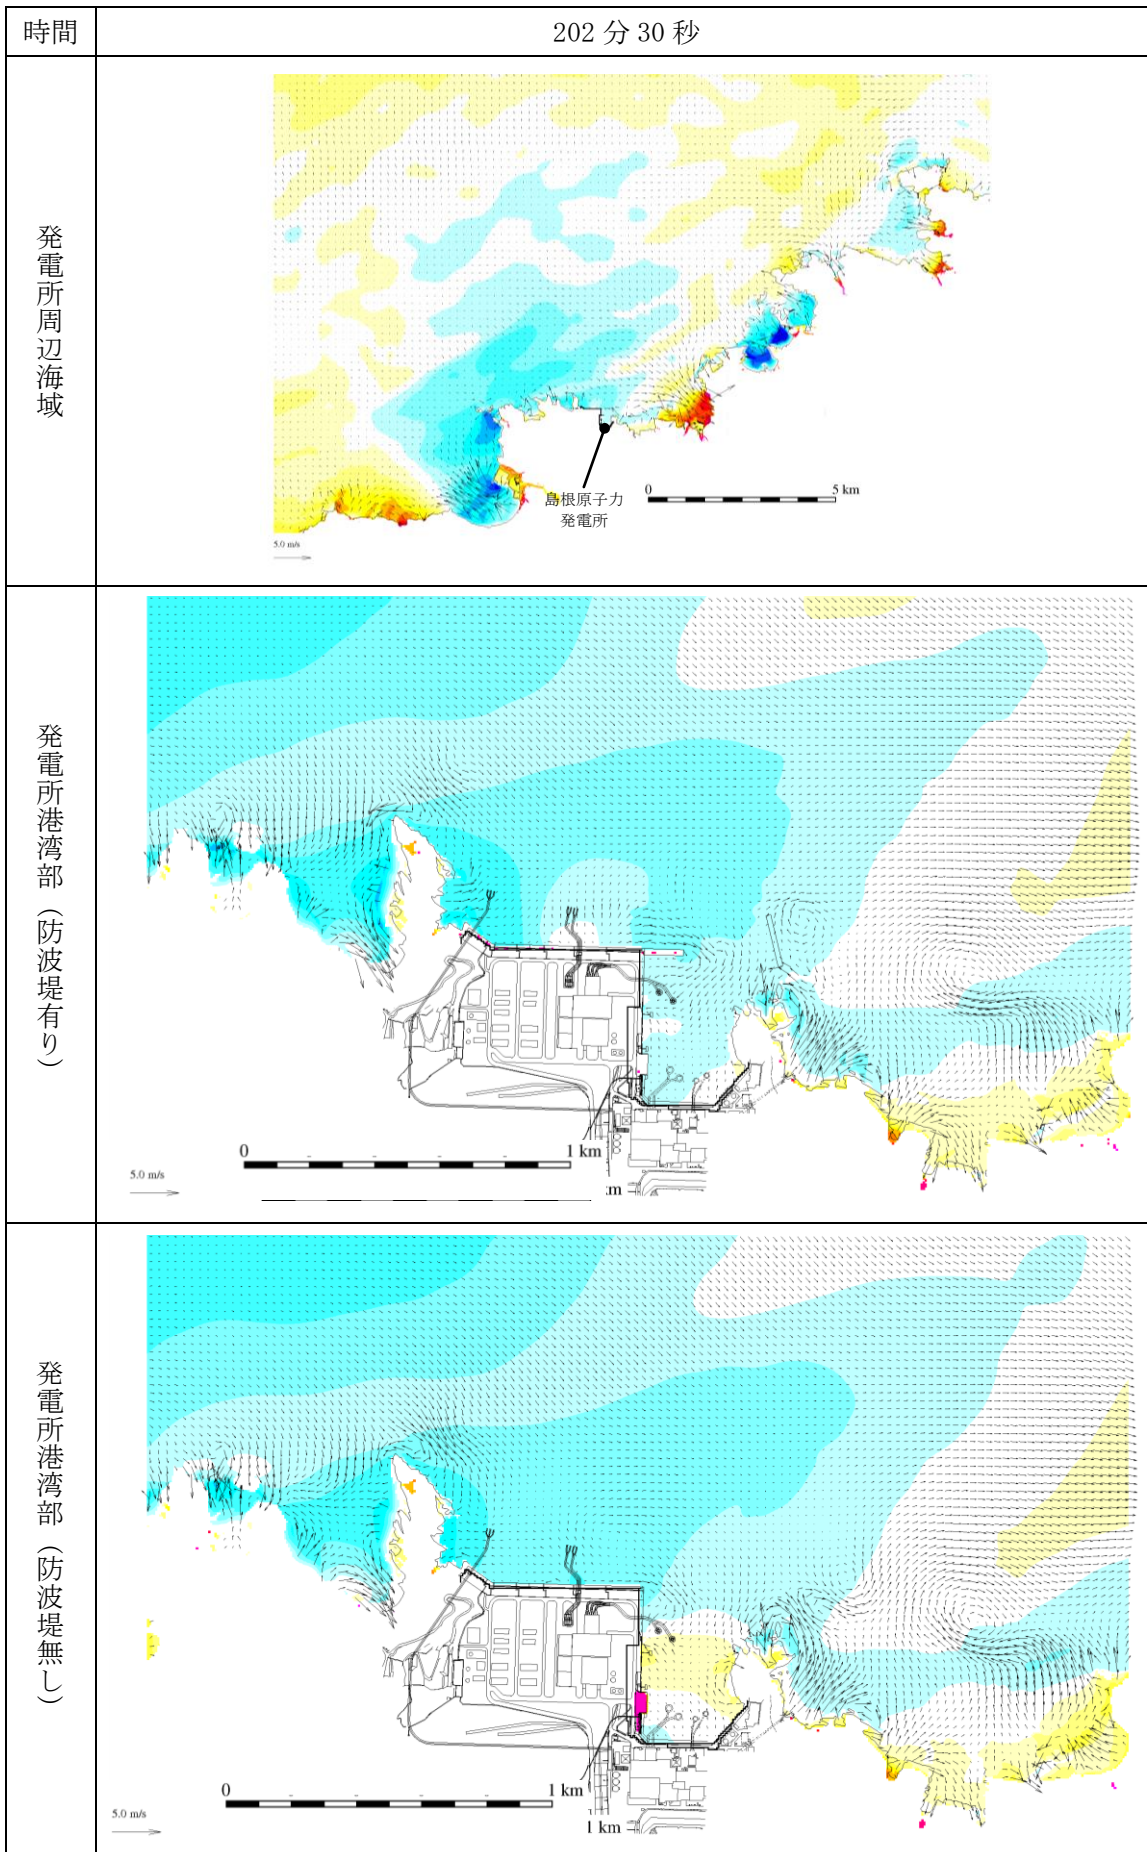 時間
202 分 30 秒
発電所周辺海域
島根原子力
発電所
0
5 km
5.0 m/s
発電所港湾部（防波堤有り）
0
1 km
5.0 m/s
発電所港湾部（防波堤無し）
0
1 km
5.0 m/s
1 km